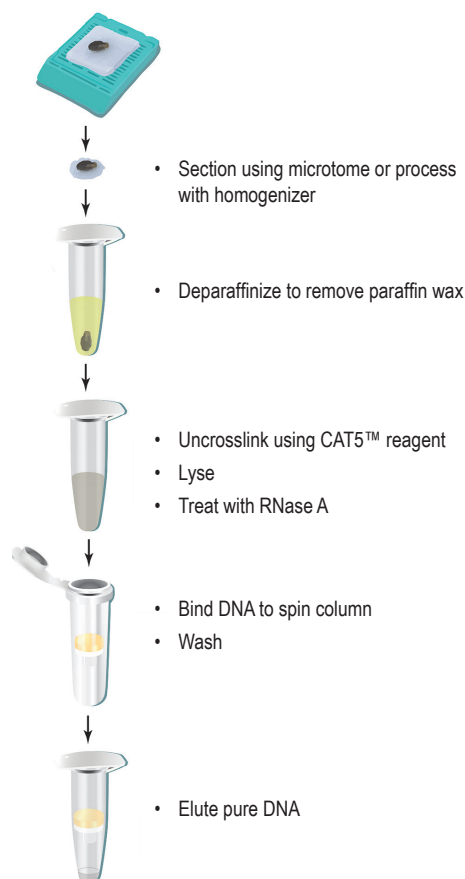 • Section using microtome or process
with homogenizer
• Deparaffinize to remove paraffin wax
• Uncrosslink using CAT5™ reagent
• Lyse
• Treat with RNase A
• Bind DNA to spin column
• Wash
• Elute pure DNA